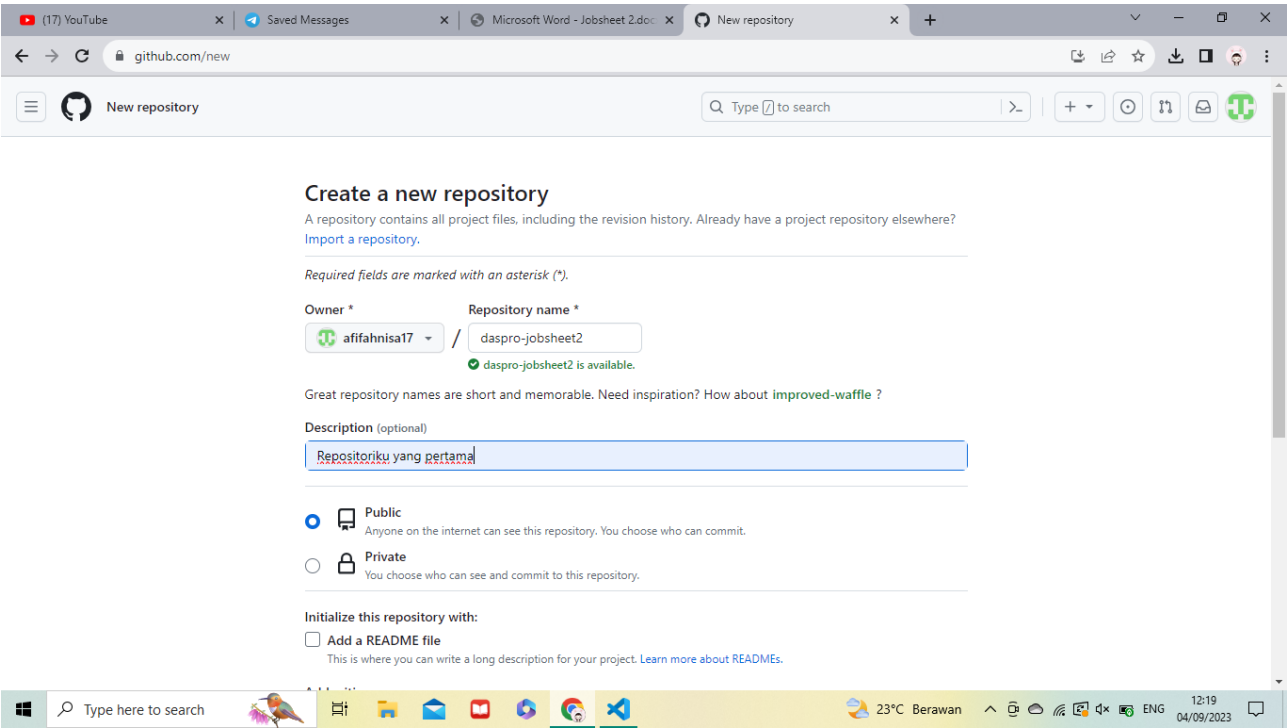 (17) YouTube
Saved Messages
Microsoft Word - Jobsheet 2.doc
New repository
github.com/new
New repository
Type / to search
Create a new repository
A repository contains all project files, including the revision history. Already have a project repository elsewhere?
Import a repository.
Required fields are marked with an asterisk (*).
Owner * Repository name *
afifahnisa17 / daspro-jobsheet2
daspro-jobsheet2 is available.
Great repository names are short and memorable. Need inspiration? How about improved-waffle ?
Description (optional)
Repositoriku yang pertama
Public
Anyone on the internet can see this repository. You choose who can commit.
Private
You choose who can see and commit to this repository.
Initialize this repository with:
Add a README file
This is where you can write a long description for your project. Learn more about READMEs.
Type here to search
23°C Berawan
ENG
12:19
04/09/2023